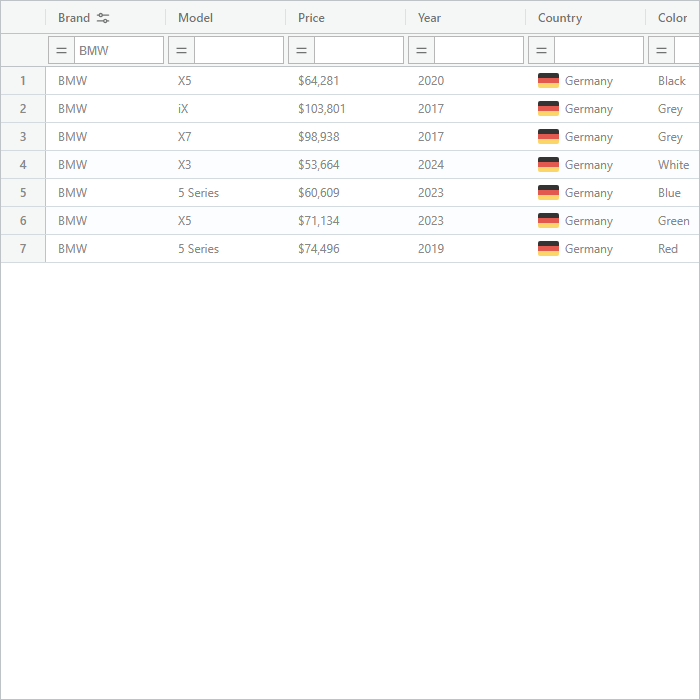 Brand Model Price Year Country Color
= BMW = = = = =
1 BMW X5 $64,281 2020 Germany Black
2 BMW iX $103,801 2017 Germany Grey
3 BMW X7 $98,938 2017 Germany Grey
4 BMW X3 $53,664 2024 Germany White
5 BMW 5 Series $60,609 2023 Germany Blue
6 BMW X5 $71,134 2023 Germany Green
7 BMW 5 Series $74,496 2019 Germany Red